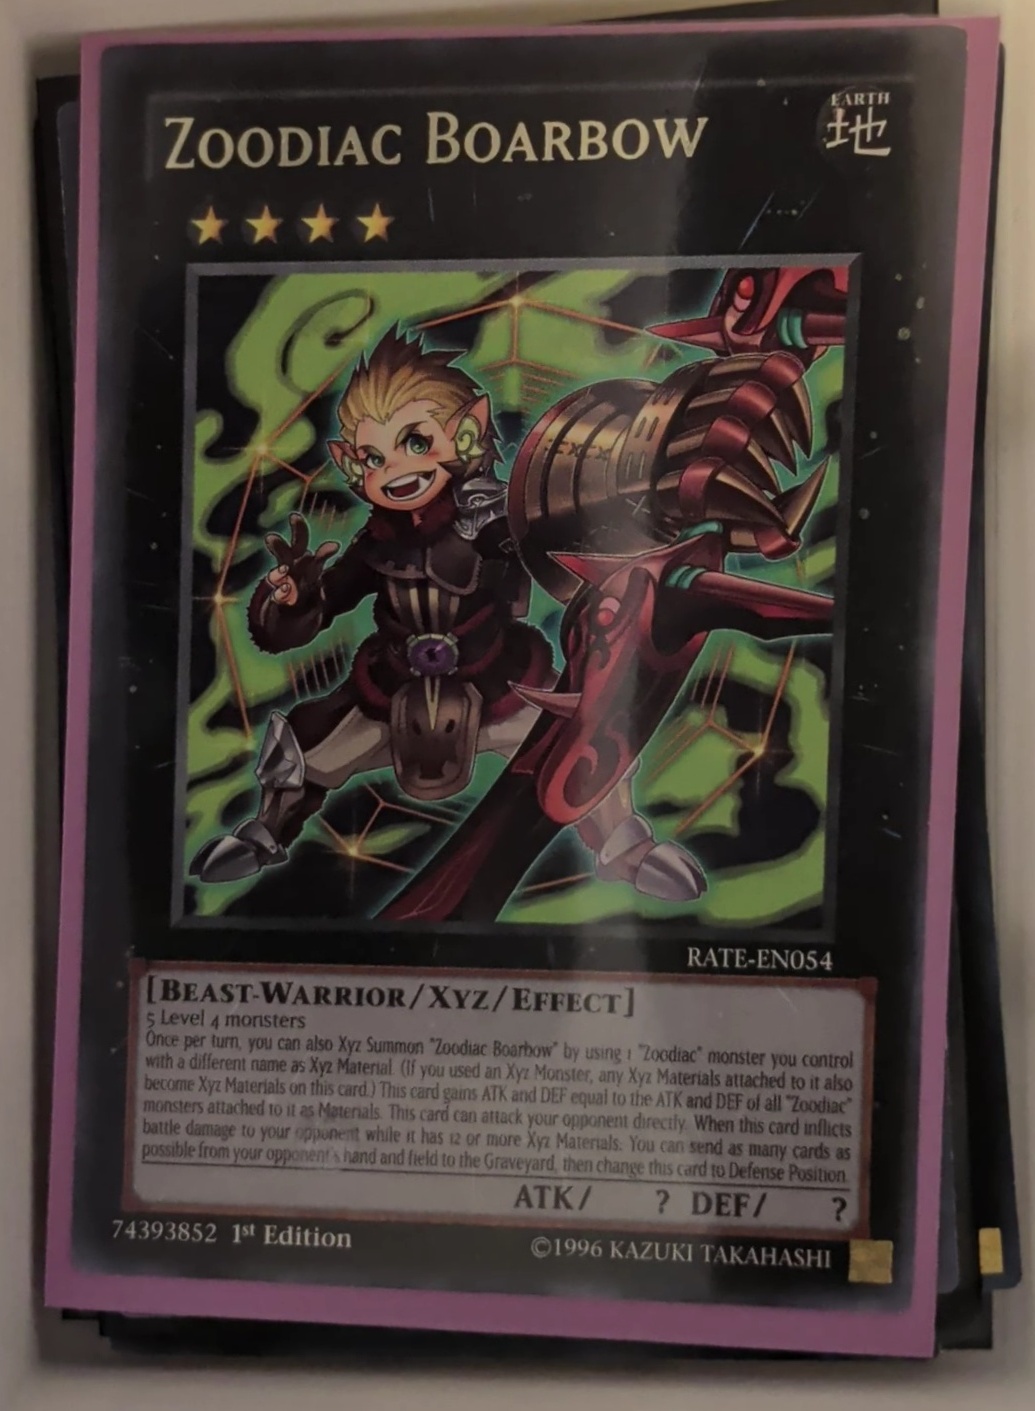 ZOODIAC BOARBOW
EARTH
地
[BEAST-WARRIOR/XYZ/EFFECT]
RATE-EN054
5 Level 4 monsters
Once per turn, you can also Xyz Summon "Zoodiac Boarbow" by using 1 "Zoodiac" monster you control
with a different name as Xyz Material. (If you used an Xyz Monster, any Xyz Materials attached to it also
become Xyz Materials on this card.) This card gains ATK and DEF equal to the ATK and DEF of all "Zoodiac"
monsters attached to it as Materials. This card can attack your opponent directly. When this card inflicts
battle damage to your opponent while it has 12 or more Xyz Materials: You can send as many cards as
possible from your opponent's hand and field to the Graveyard, then change this card to Defense Position.
ATK/ ? DEF/ ?
74393852 1st Edition
©1996 KAZUKI TAKAHASHI